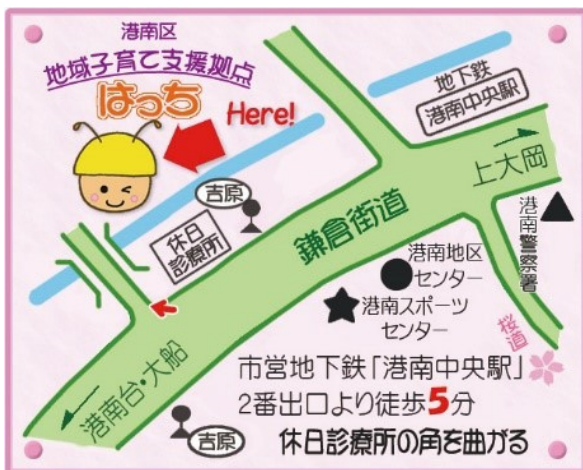 港南区
地域子育て支援拠点
はっち
Here!
地下鉄
港南中央駅
上大岡
吉原
休日
診療所
鎌倉街道
港南警察署
港南地区
センター
港南スポーツ
センター
桜道
港南台・大船
市営地下鉄「港南中央駅」
2番出口より徒歩5分
吉原
休日診療所の角を曲がる